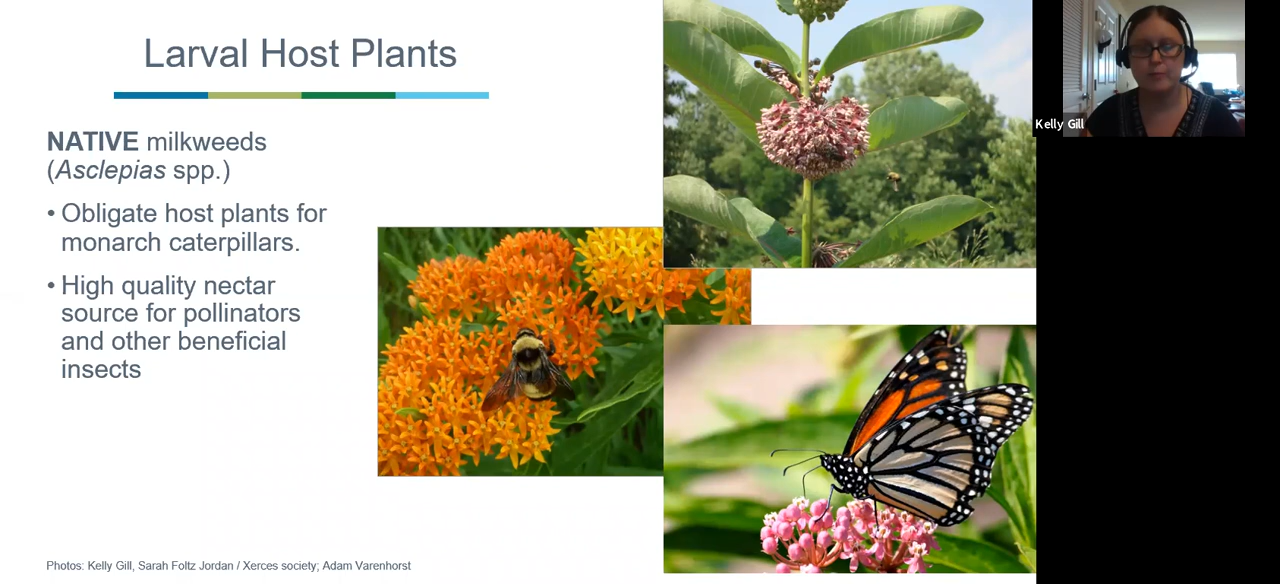 Larval Host Plants
NATIVE milkweeds
(Asclepias spp.)
• Obligate host plants for
monarch caterpillars.
• High quality nectar
source for pollinators
and other beneficial
insects
Photos: Kelly Gill, Sarah Foltz Jordan / Xerces society; Adam Varenhorst
Kelly Gill